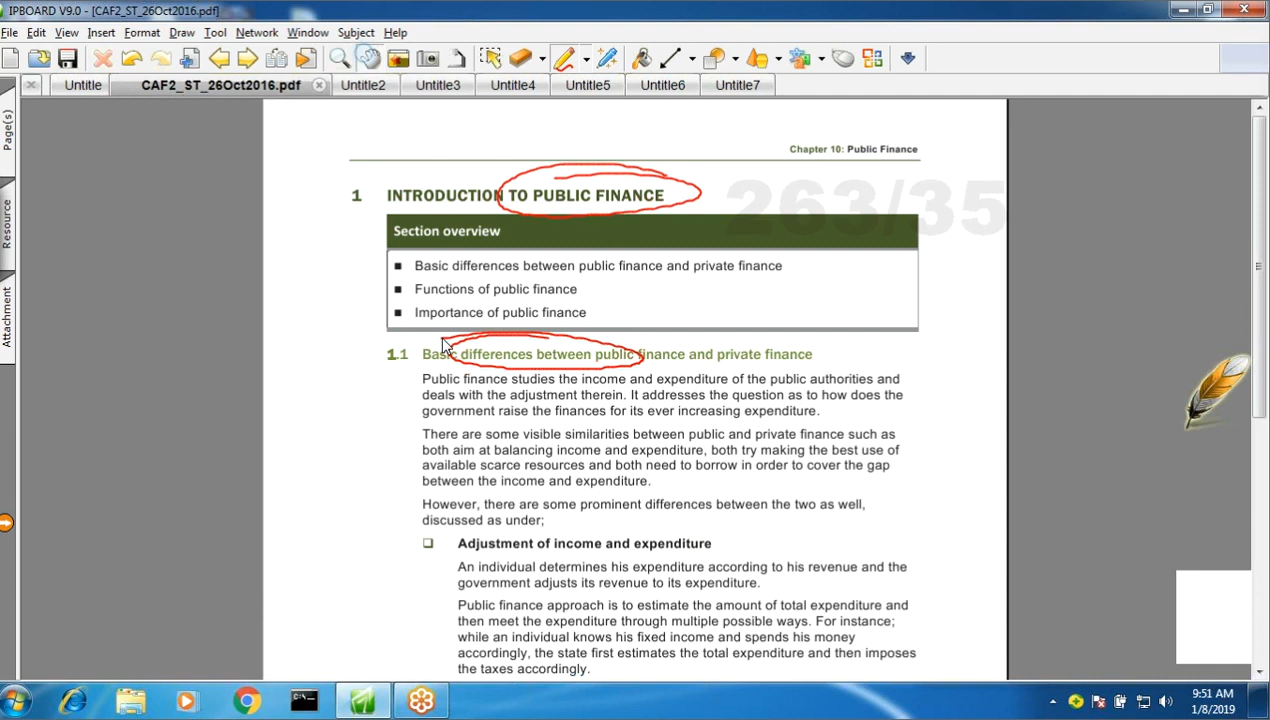 IPBOARD V9.0 - [CAF2_ST_26Oct2016.pdf]
File Edit View Insert Format Draw Tool Network Window Subject Help
Untitle CAF2_ST_26Oct2016.pdf Untitle2 Untitle3 Untitle4 Untitle5 Untitle6 Untitle7
Page(s)
Resource
Attachment
Chapter 10: Public Finance
263/35
1 INTRODUCTION TO PUBLIC FINANCE
Section overview
■ Basic differences between public finance and private finance
■ Functions of public finance
■ Importance of public finance
1.1 Basic differences between public finance and private finance
Public finance studies the income and expenditure of the public authorities and
deals with the adjustment therein. It addresses the question as to how does the
government raise the finances for its ever increasing expenditure.
There are some visible similarities between public and private finance such as
both aim at balancing income and expenditure, both try making the best use of
available scarce resources and both need to borrow in order to cover the gap
between the income and expenditure.
However, there are some prominent differences between the two as well,
discussed as under;
❑ Adjustment of income and expenditure
An individual determines his expenditure according to his revenue and the
government adjusts its revenue to its expenditure.
Public finance approach is to estimate the amount of total expenditure and
then meet the expenditure through multiple possible ways. For instance;
while an individual knows his fixed income and spends his money
accordingly, the state first estimates the total expenditure and then imposes
the taxes accordingly.
9:51 AM
1/8/2019